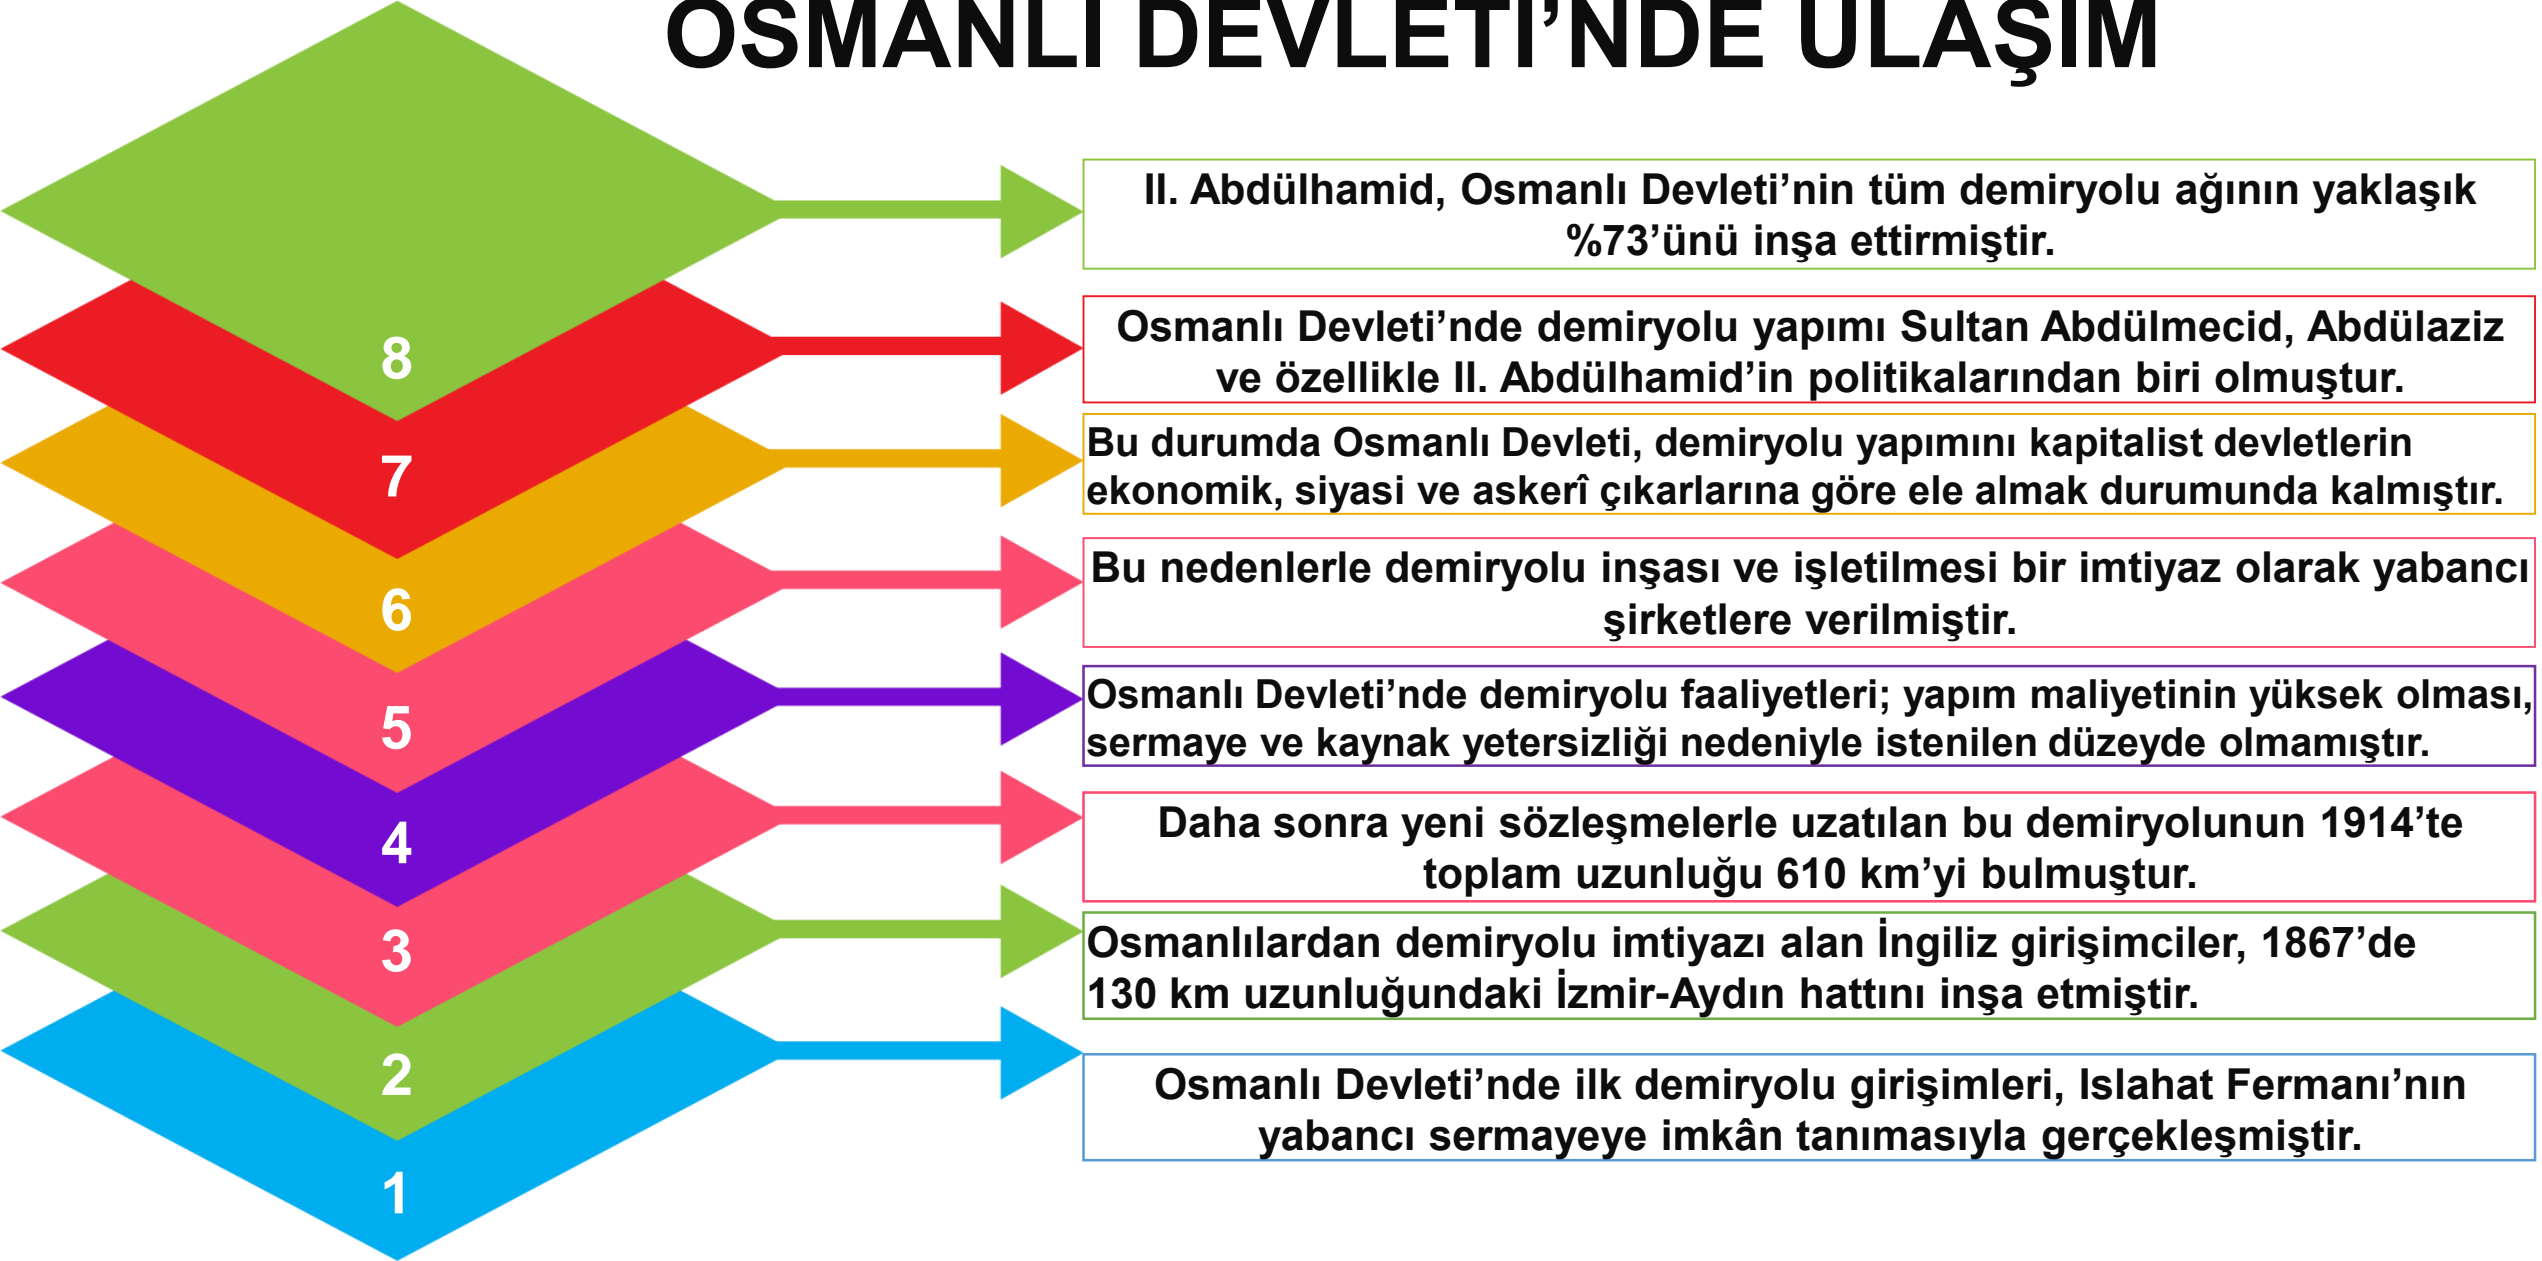 OSMANLI DEVLETİ’NDE ULAŞIM
8
II. Abdülhamid, Osmanlı Devleti’nin tüm demiryolu ağının yaklaşık
%73’ünü inşa ettirmiştir.
7
Osmanlı Devleti’nde demiryolu yapımı Sultan Abdülmecid, Abdülaziz
ve özellikle II. Abdülhamid’in politikalarından biri olmuştur.
6
Bu durumda Osmanlı Devleti, demiryolu yapımını kapitalist devletlerin
ekonomik, siyasi ve askerî çıkarlarına göre ele almak durumunda kalmıştır.
5
Bu nedenlerle demiryolu inşası ve işletilmesi bir imtiyaz olarak yabancı
şirketlere verilmiştir.
4
Osmanlı Devleti’nde demiryolu faaliyetleri; yapım maliyetinin yüksek olması,
sermaye ve kaynak yetersizliği nedeniyle istenilen düzeyde olmamıştır.
3
Daha sonra yeni sözleşmelerle uzatılan bu demiryolunun 1914’te
toplam uzunluğu 610 km’yi bulmuştur.
2
Osmanlılardan demiryolu imtiyazı alan İngiliz girişimciler, 1867’de
130 km uzunluğundaki İzmir-Aydın hattını inşa etmiştir.
1
Osmanlı Devleti’nde ilk demiryolu girişimleri, Islahat Fermanı’nın
yabancı sermayeye imkân tanımasıyla gerçekleşmiştir.